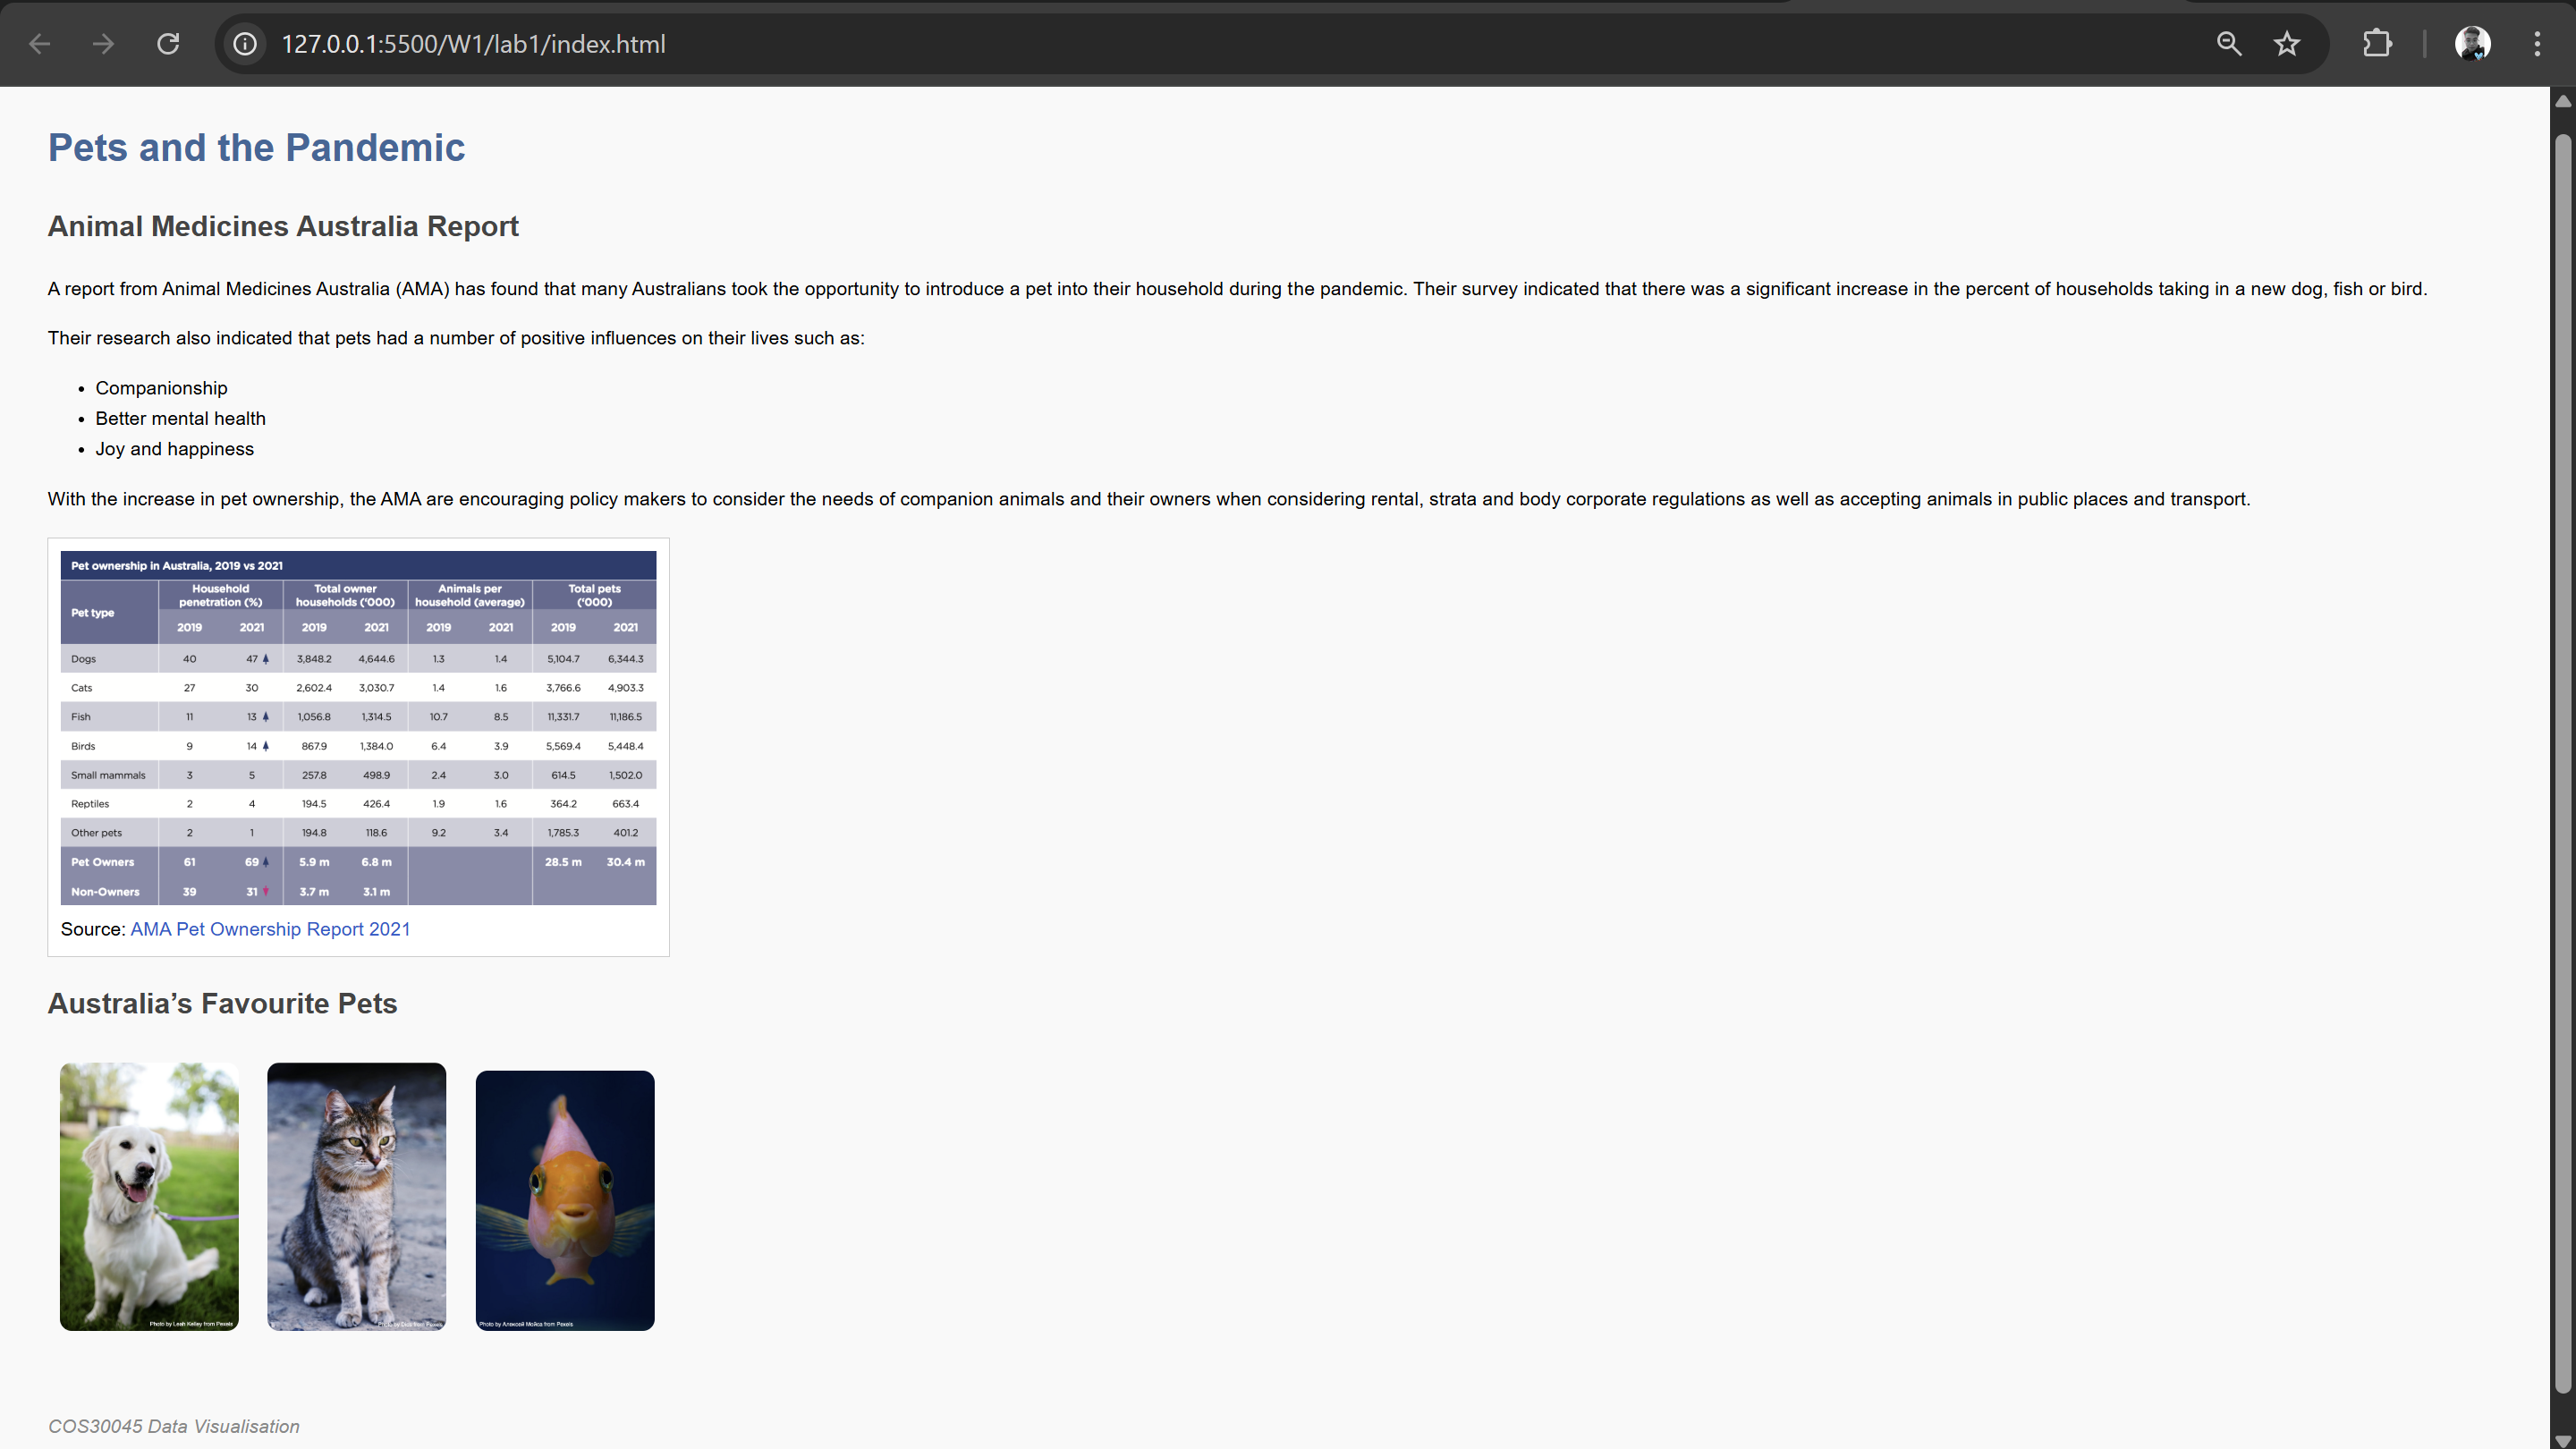 127.0.0.1:5500/W1/lab1/index.html
Pets and the Pandemic
Animal Medicines Australia Report
A report from Animal Medicines Australia (AMA) has found that many Australians took the opportunity to introduce a pet into their household during the pandemic. Their survey indicated that there was a significant increase in the percent of households taking in a new dog, fish or bird.
Their research also indicated that pets had a number of positive influences on their lives such as:
• Companionship
• Better mental health
• Joy and happiness
With the increase in pet ownership, the AMA are encouraging policy makers to consider the needs of companion animals and their owners when considering rental, strata and body corporate regulations as well as accepting animals in public places and transport.
Pet ownership in Australia, 2019 vs 2021
Pet type Household penetration (%) Total owner households ('000) Animals per household (average) Total pets ('000)
2019 2021 2019 2021 2019 2021 2019 2021
Dogs 40 47 3,848.2 4,644.6 1.3 1.4 5,104.7 6,344.3
Cats 27 30 2,602.4 3,030.7 1.4 1.6 3,766.6 4,903.3
Fish 11 13 1,056.8 1,314.5 10.7 8.5 11,331.7 11,186.5
Birds 9 14 867.9 1,384.0 6.4 3.9 5,569.4 5,448.4
Small mammals 3 5 257.8 498.9 2.4 3.0 614.5 1,502.0
Reptiles 2 4 194.5 426.4 1.9 1.6 364.2 663.4
Other pets 2 1 194.8 118.6 9.2 3.4 1,785.3 401.2
Pet Owners 61 69 5.9 m 6.8 m 28.5 m 30.4 m
Non-Owners 39 31 3.7 m 3.1 m
Source: AMA Pet Ownership Report 2021
Australia’s Favourite Pets
Photo by Leah Kelley from Pexels
Photo by from Pexels
Photo by Алексей Мойса from Pexels
COS30045 Data Visualisation